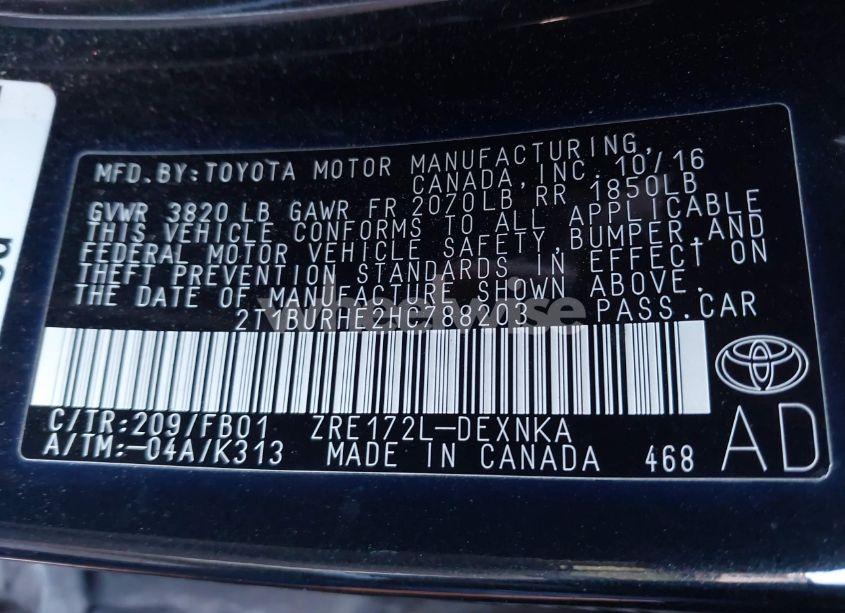 MFD.BY:TOYOTA MOTOR MANUFACTURING,
CANADA,INC. 10/16
GVWR 3820 LB GAWR FR 2070LB RR 1850LB
THIS VEHICLE CONFORMS TO ALL APPLICABLE
FEDERAL MOTOR VEHICLE SAFETY,BUMPER,AND
THEFT PREVENTION STANDARDS IN EFFECT ON
THE DATE OF MANUFACTURE SHOWN ABOVE.
2T1BURHE2HC788203 PASS.CAR
C/TR:209/FB01 ZRE172L-DEXNKA
A/TM:-04A/K313 MADE IN CANADA 468
AD